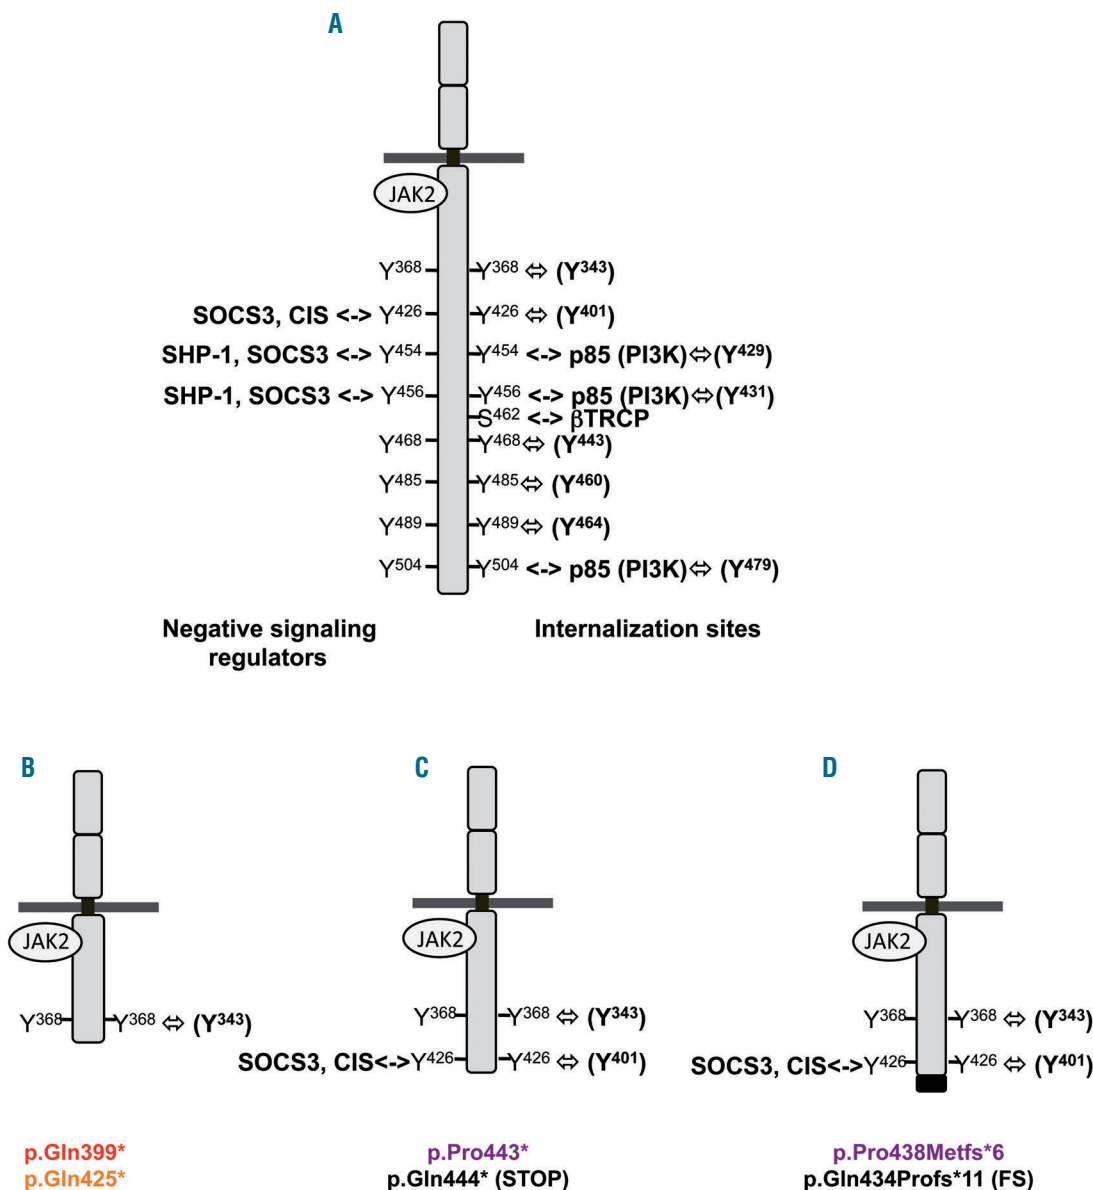 A
JAK2
Y368 Y368 ⇔ (Y343)
SOCS3, CIS <-> Y426 Y426 ⇔ (Y401)
SHP-1, SOCS3 <-> Y454 Y454 <-> p85 (PI3K)⇔(Y429)
SHP-1, SOCS3 <-> Y456 Y456 <-> p85 (PI3K)⇔(Y431)
S462 <-> βTRCP
Y468 Y468⇔ (Y443)
Y485 Y485⇔ (Y460)
Y489 Y489⇔ (Y464)
Y504 Y504 <-> p85 (PI3K)⇔ (Y479)
Negative signaling
regulators
Internalization sites
B
JAK2
Y368 Y368 ⇔ (Y343)
p.Gln399*
p.Gln425*
C
JAK2
Y368 Y368 ⇔ (Y343)
SOCS3, CIS<->Y426 Y426 ⇔ (Y401)
p.Pro443*
p.Gln444* (STOP)
D
JAK2
Y368 Y368 ⇔ (Y343)
SOCS3, CIS<->Y426 Y426 ⇔ (Y401)
p.Pro438Metfs*6
p.Gln434Profs*11 (FS)